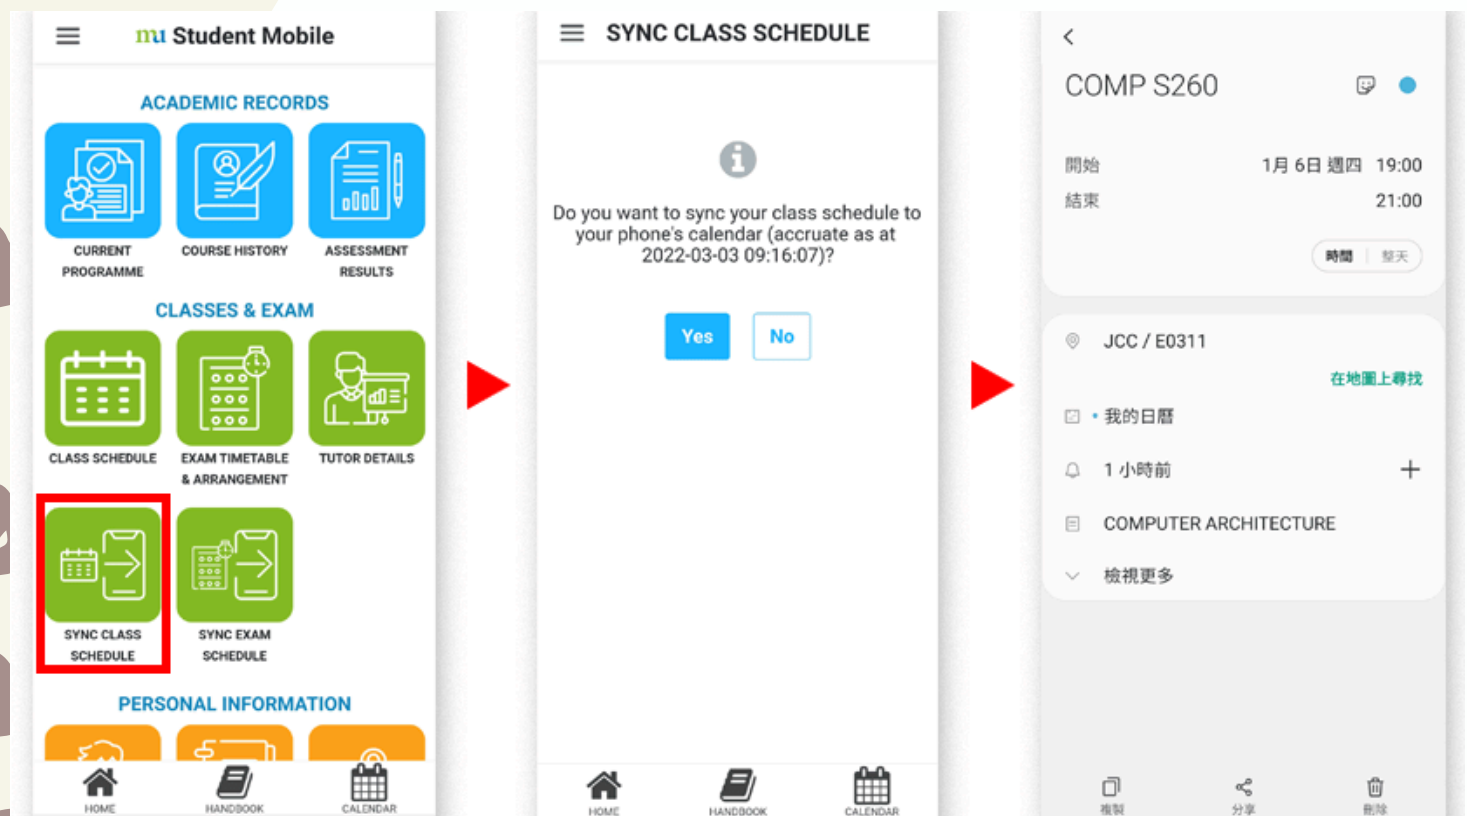 mu Student Mobile
ACADEMIC RECORDS
CURRENT
PROGRAMME
COURSE HISTORY
ASSESSMENT
RESULTS
CLASSES & EXAM
CLASS SCHEDULE
EXAM TIMETABLE
& ARRANGEMENT
TUTOR DETAILS
SYNC CLASS
SCHEDULE
SYNC EXAM
SCHEDULE
PERSONAL INFORMATION
HOME
HANDBOOK
CALENDAR
SYNC CLASS SCHEDULE
Do you want to sync your class schedule to
your phone's calendar (accruate as at
2022-03-03 09:16:07)?
Yes
No
HOME
HANDBOOK
CALENDAR
COMP S260
開始 1月 6日 週四 19:00
結束 21:00
時間 整天
JCC / E0311
在地圖上尋找
我的日曆
1 小時前
COMPUTER ARCHITECTURE
檢視更多
複製
分享
刪除